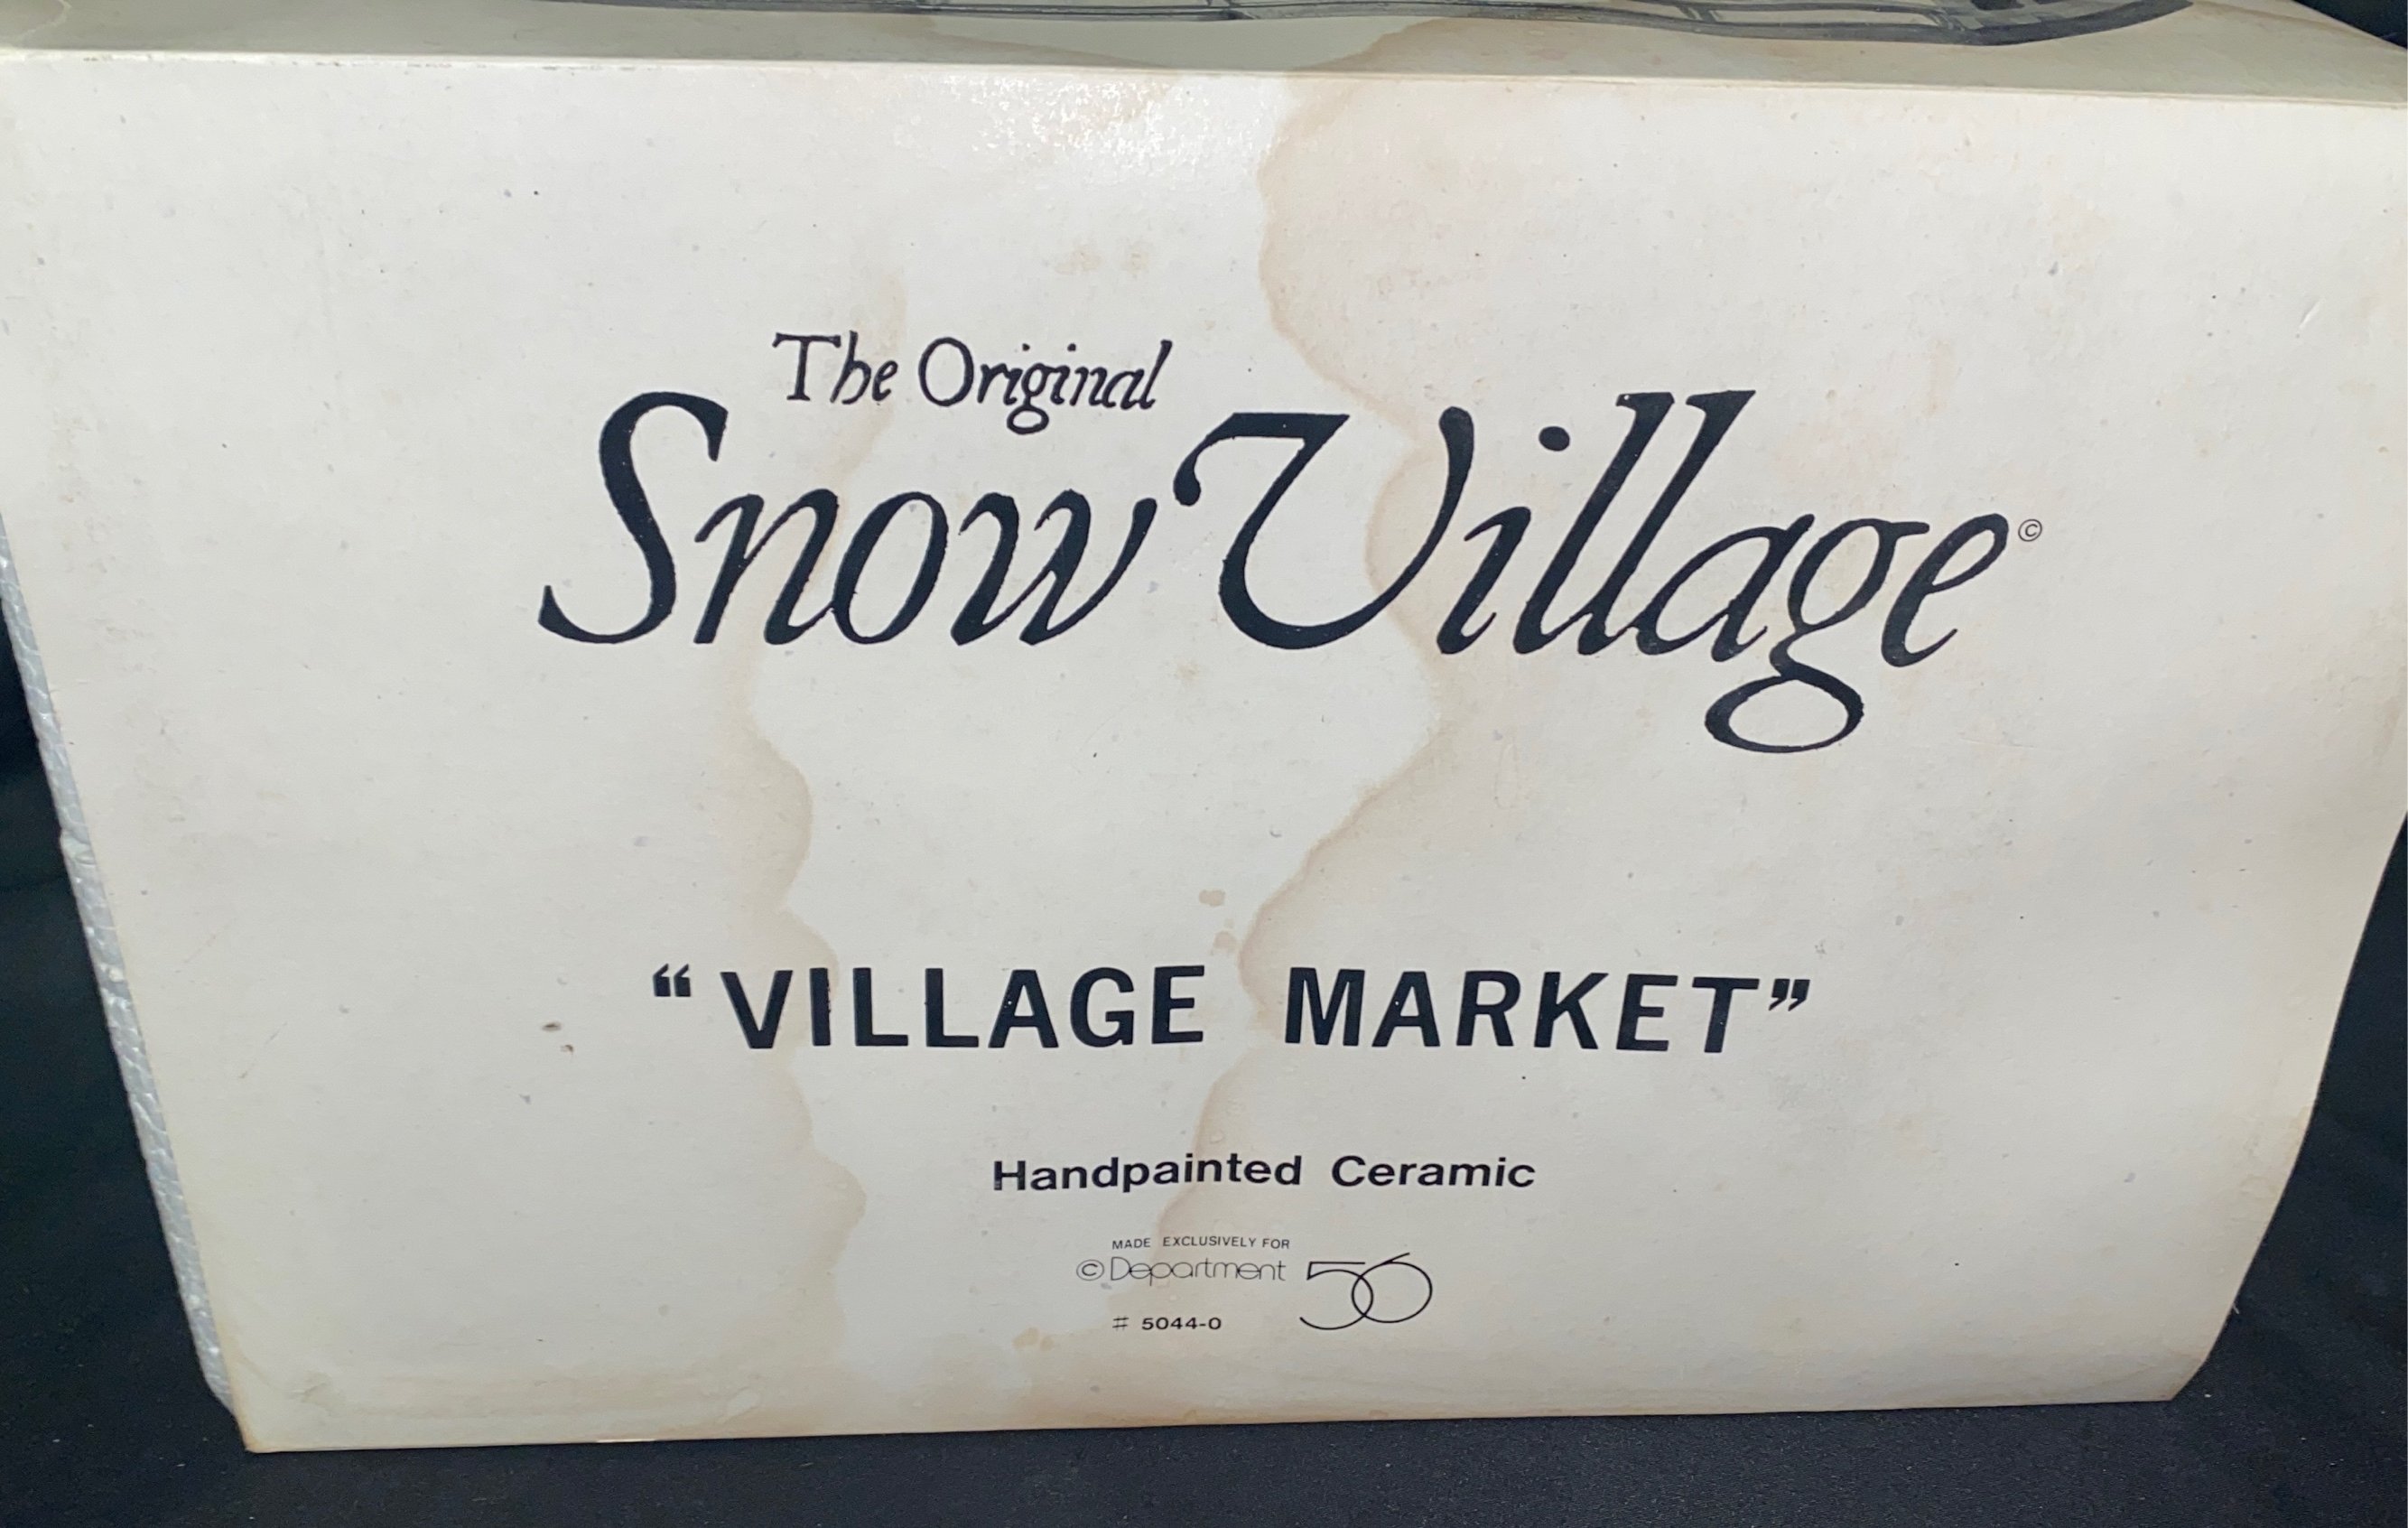 The Original
Snow Village©
“VILLAGE MARKET”
Handpainted Ceramic
MADE EXCLUSIVELY FOR
© Department 56
# 5044-0